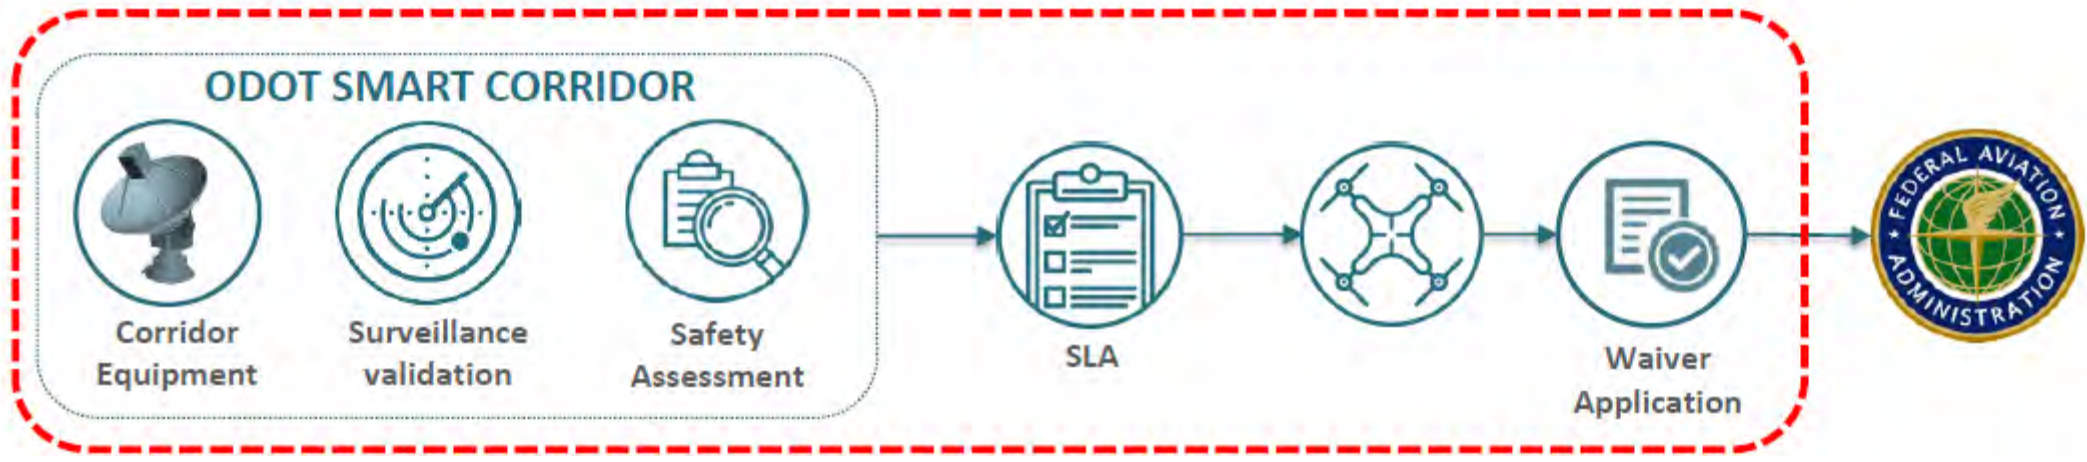 ODOT SMART CORRIDOR
Corridor
Equipment
Surveillance
validation
Safety
Assessment
SLA
Waiver
Application
FEDERAL AVIATION
ADMINISTRATION